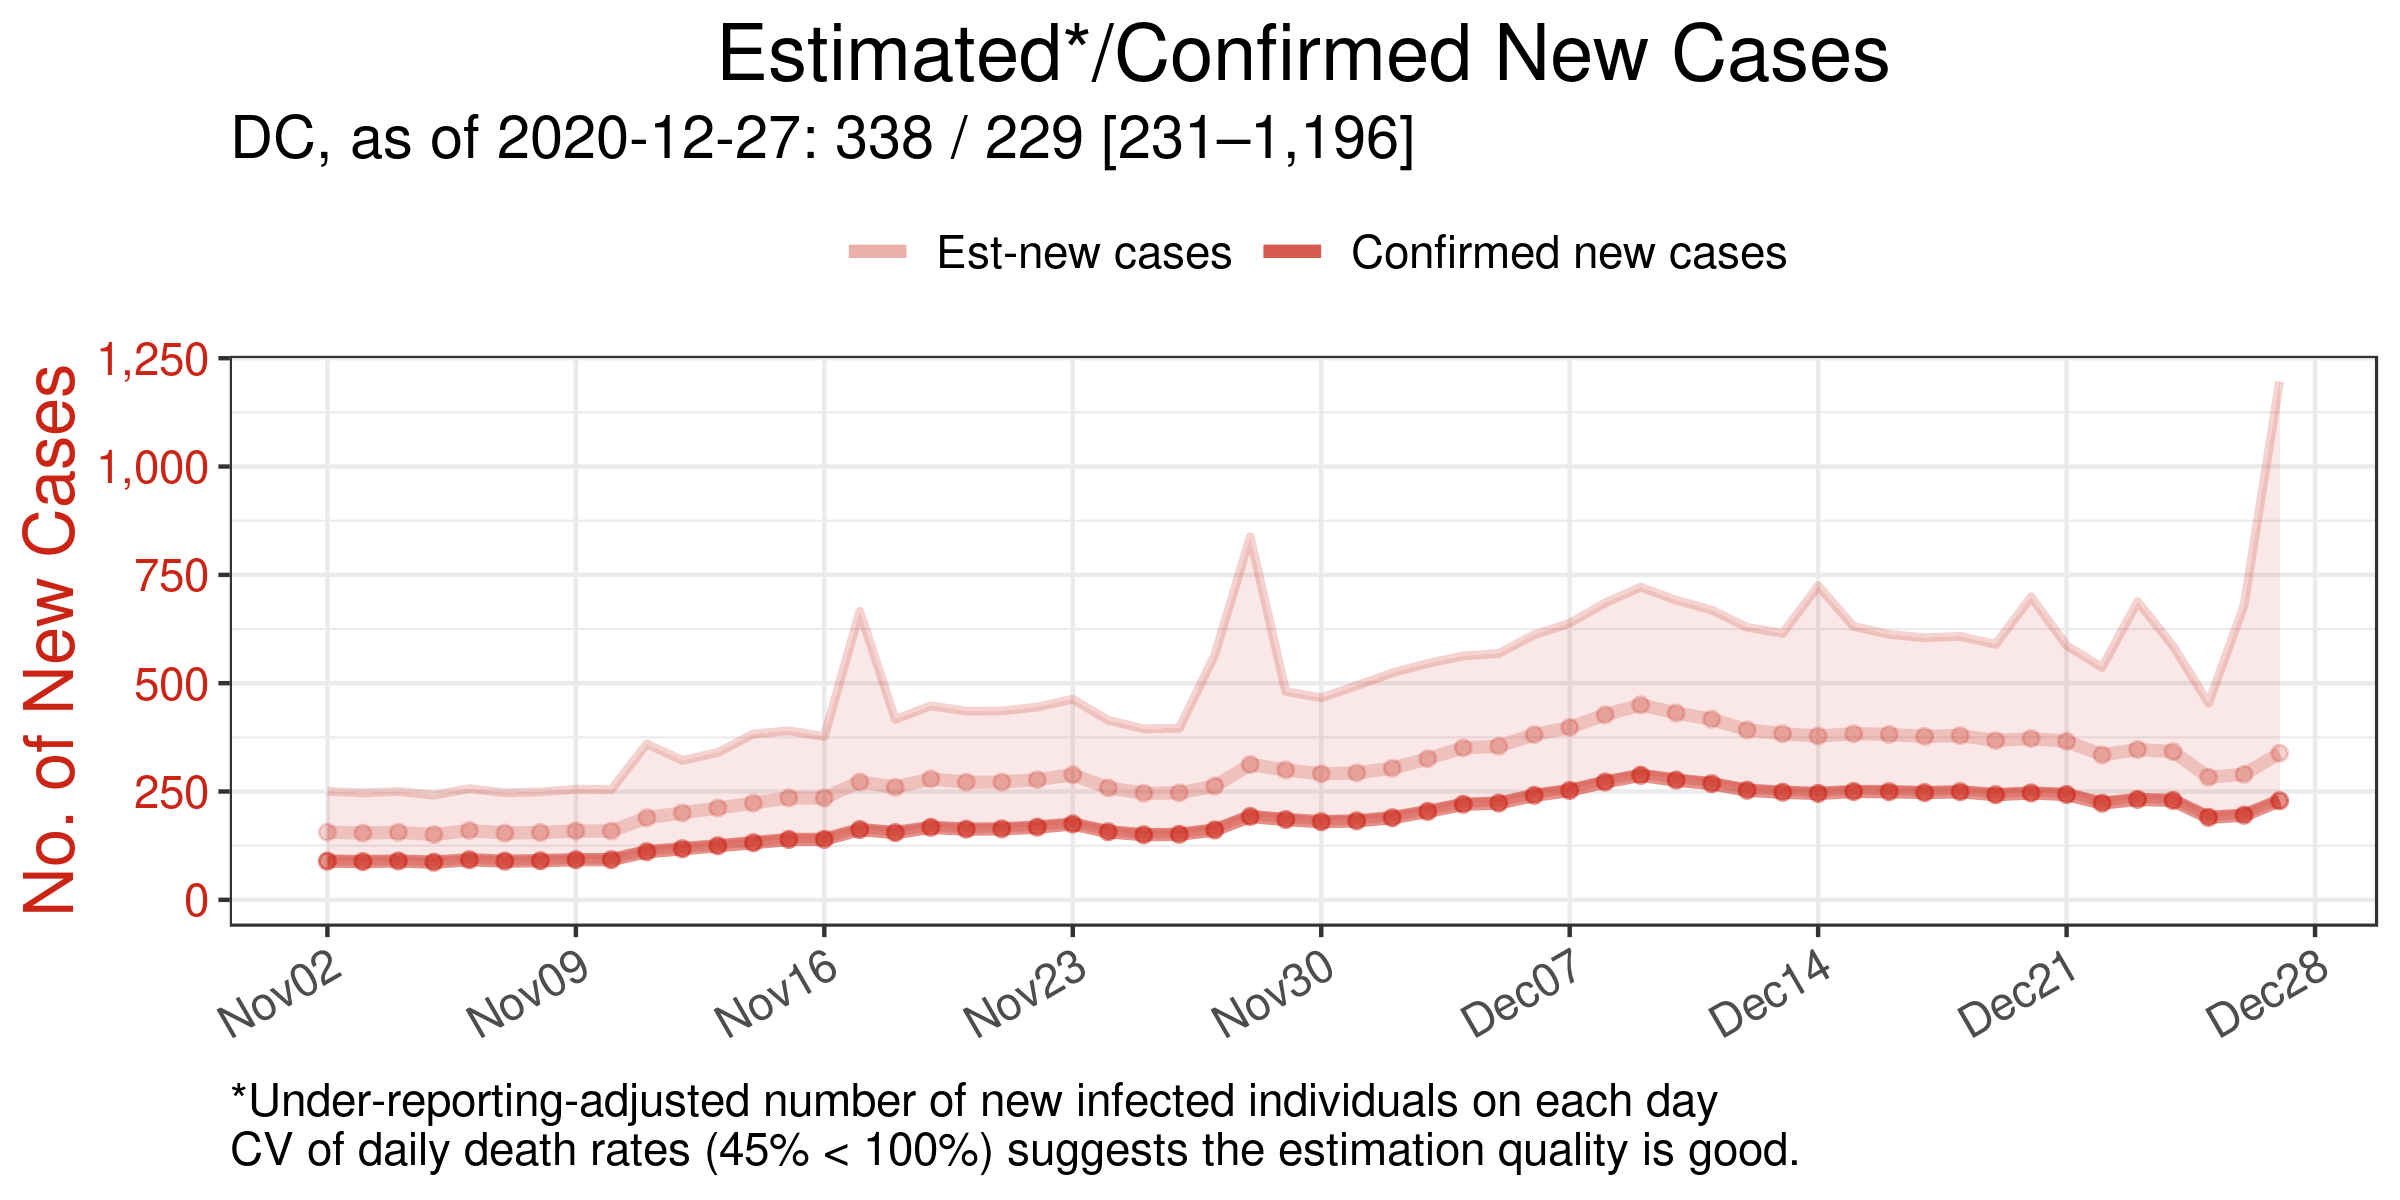 Estimated*/Confirmed New Cases
DC, as of 2020-12-27: 338 / 229 [231–1,196]
Est-new cases Confirmed new cases
No. of New Cases
1,250
1,000
750
500
250
0
Nov02 Nov09 Nov16 Nov23 Nov30 Dec07 Dec14 Dec21 Dec28
*Under-reporting-adjusted number of new infected individuals on each day
CV of daily death rates (45% < 100%) suggests the estimation quality is good.